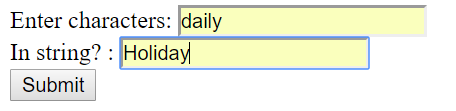 Enter characters: daily
In string? : Holiday
Submit